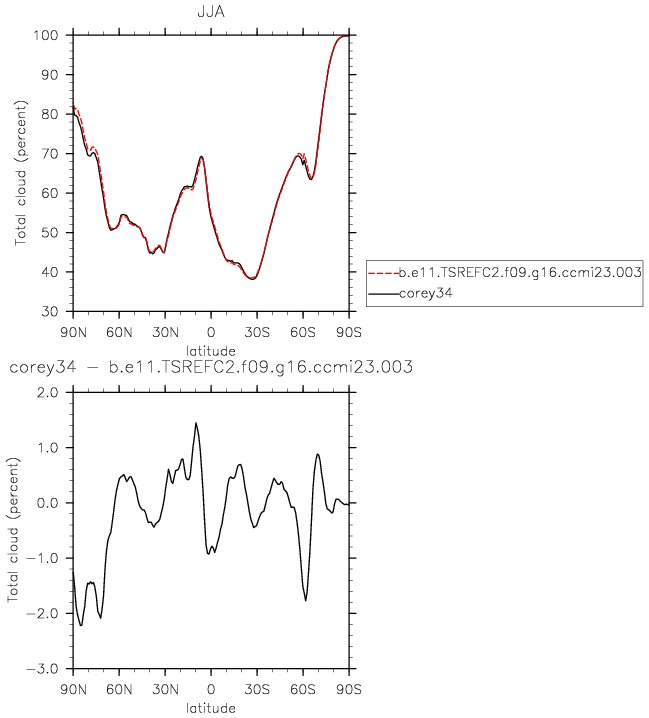 JJA
100
90
80
70
60
50
40
30
Total cloud (percent)
90N 60N 30N 0 30S 60S 90S
latitude
b.e11.TSREFC2.f09.g16.ccmi23.003
corey34
corey34 – b.e11.TSREFC2.f09.g16.ccmi23.003
2.0
1.0
0.0
−1.0
−2.0
−3.0
Total cloud (percent)
90N 60N 30N 0 30S 60S 90S
latitude